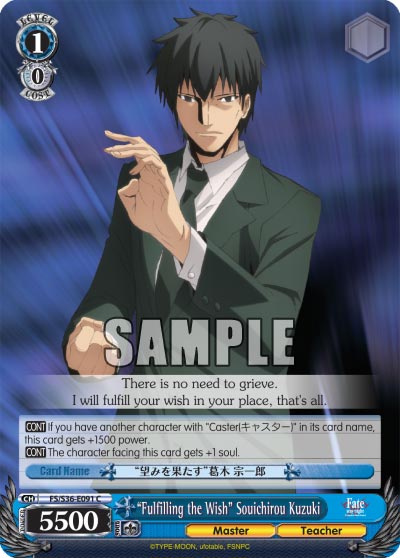 LEVEL
1
0
COST
SAMPLE
There is no need to grieve.
I will fulfill your wish in your place, that's all.
CONT If you have another character with "Caster(キャスター)" in its card name,
this card gets +1500 power.
CONT The character facing this card gets +1 soul.
Card Name
“望みを果たす”葛木 宗一郎
CH
FS/S36-E091 C
“Fulfilling the Wish” Souichirou Kuzuki
5500
Master
Teacher
Fate
©TYPE-MOON, ufotable, FSNPC